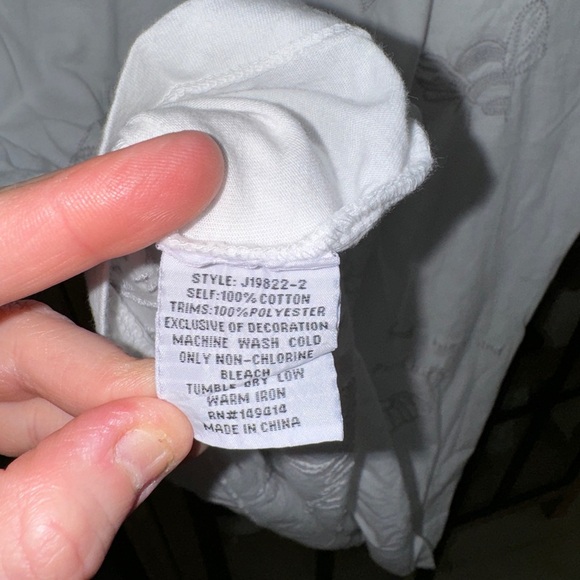 STYLE: J19822-2
SELF:100% COTTON
TRIMS:100%POLYESTER
EXCLUSIVE OF DECORATION
MACHINE WASH COLD
ONLY NON-CHLORINE
BLEACH
TUMBLE DRY LOW
WARM IRON
RN#149414
MADE IN CHINA